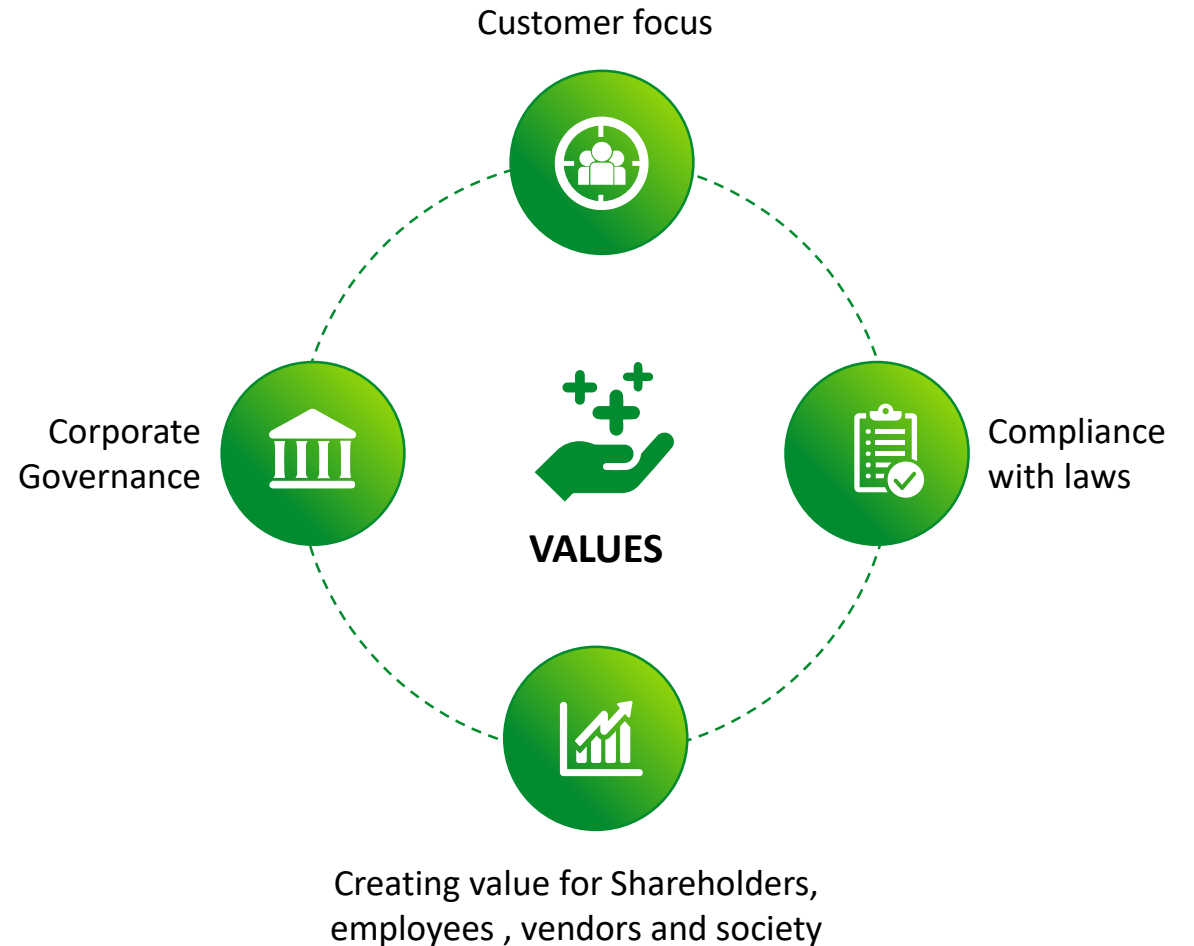 Customer focus
Corporate
Governance
Compliance
with laws
VALUES
Creating value for Shareholders,
employees , vendors and society